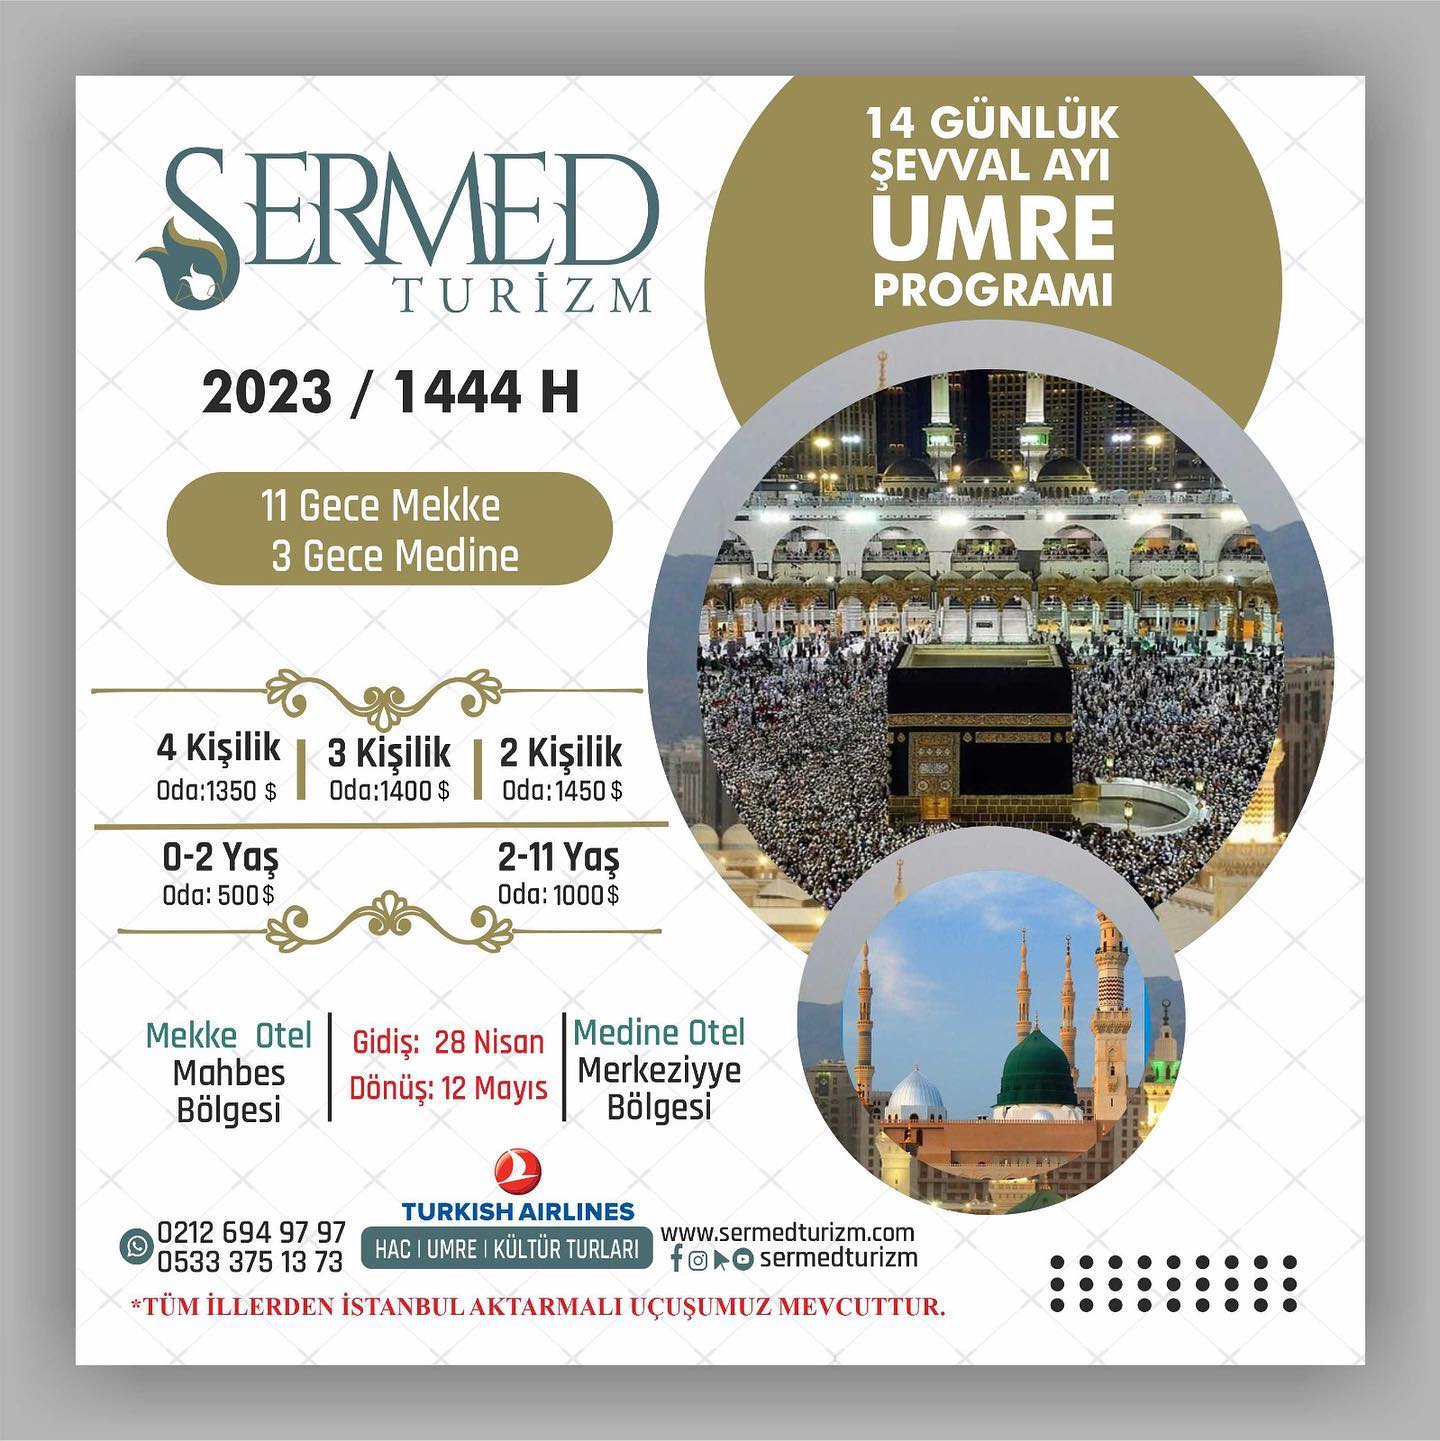 SERMED
TURİZM
14 GÜNLÜK
ŞEVVAL AYI
UMRE
PROGRAMI
2023 / 1444 H
11 Gece Mekke
3 Gece Medine
4 Kişilik
Oda:1350 $
3 Kişilik
Oda:1400 $
2 Kişilik
Oda:1450 $
0-2 Yaş
Oda: 500$
2-11 Yaş
Oda: 1000$
Mekke Otel
Mahbes
Bölgesi
Gidiş: 28 Nisan
Dönüş: 12 Mayıs
Medine Otel
Merkeziyye
Bölgesi
TURKISH AIRLINES
0212 694 97 97
0533 375 13 73
HAC | UMRE | KÜLTÜR TURLARI
www.sermedturizm.com
sermedturizm
*TÜM İLLERDEN İSTANBUL AKTARMALI UÇUŞUMUZ MEVCUTTUR.